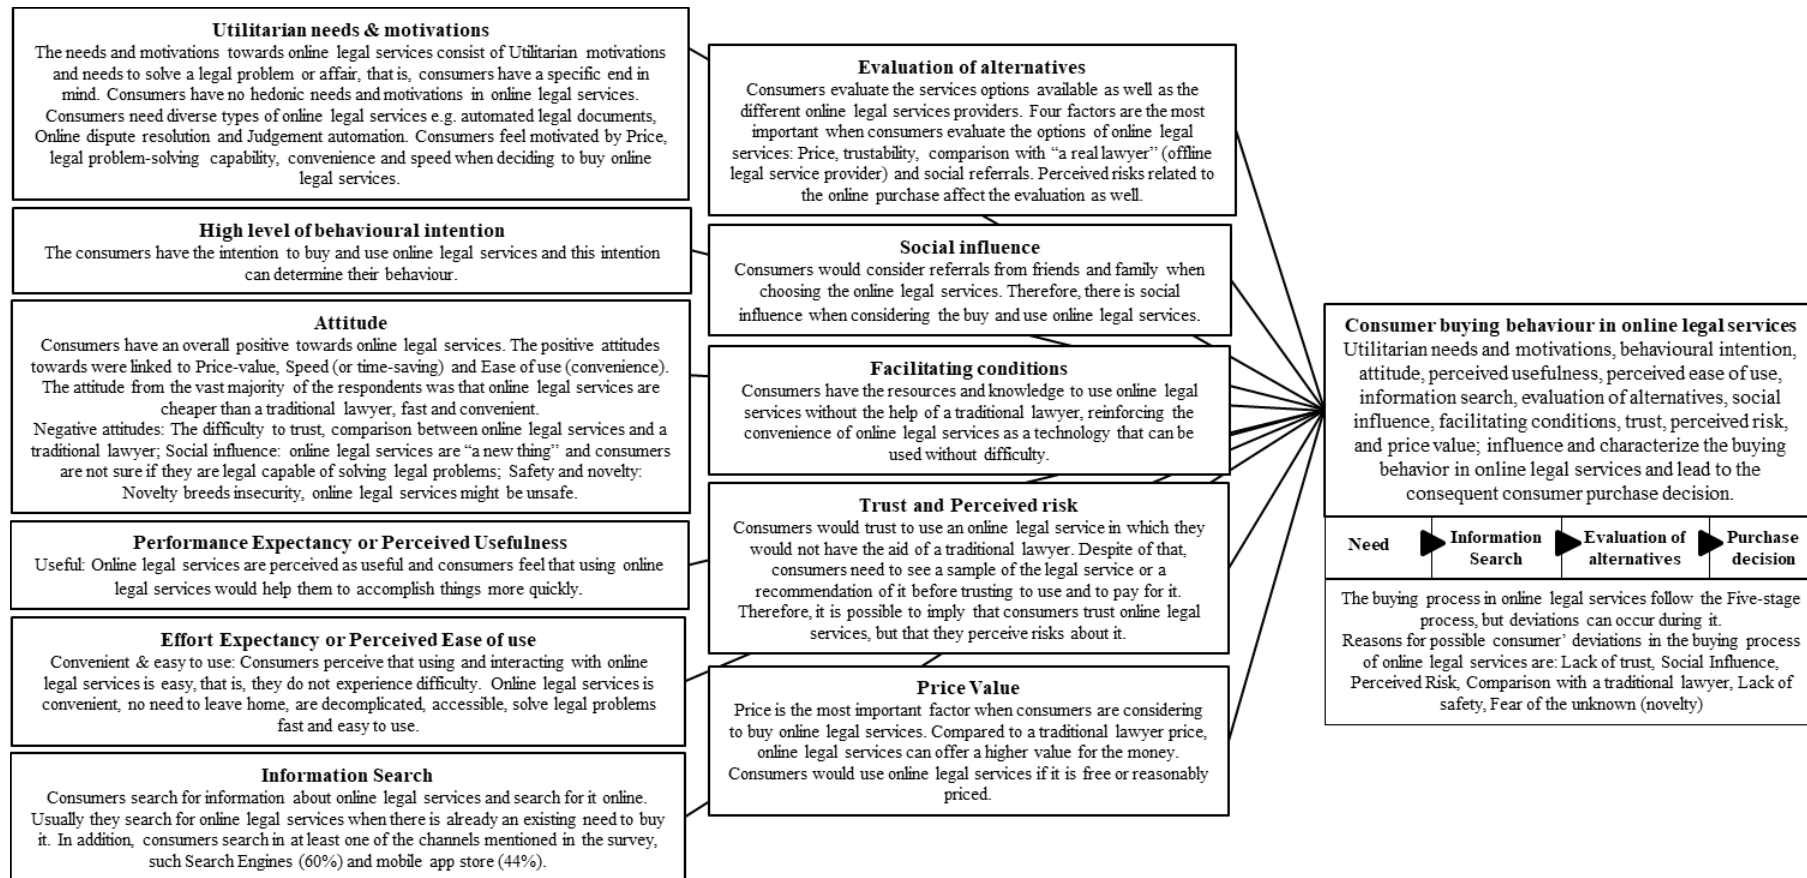 Utilitarian needs & motivations
The needs and motivations towards online legal services consist of Utilitarian motivations
and needs to solve a legal problem or affair, that is, consumers have a specific end in
mind. Consumers have no hedonic needs and motivations in online legal services.
Consumers need diverse types of online legal services e.g. automated legal documents,
Online dispute resolution and Judgement automation. Consumers feel motivated by Price,
legal problem-solving capability, convenience and speed when deciding to buy online
legal services.
High level of behavioural intention
The consumers have the intention to buy and use online legal services and this intention
can determine their behaviour.
Attitude
Consumers have an overall positive towards online legal services. The positive attitudes
towards were linked to Price-value, Speed (or time-saving) and Ease of use (convenience).
The attitude from the vast majority of the respondents was that online legal services are
cheaper than a traditional lawyer, fast and convenient.
Negative attitudes: The difficulty to trust, comparison between online legal services and a
traditional lawyer; Social influence: online legal services are “a new thing” and consumers
are not sure if they are legal capable of solving legal problems; Safety and novelty:
Novelty breeds insecurity, online legal services might be unsafe.
Performance Expectancy or Perceived Usefulness
Useful: Online legal services are perceived as useful and consumers feel that using online
legal services would help them to accomplish things more quickly.
Effort Expectancy or Perceived Ease of use
Convenient & easy to use: Consumers perceive that using and interacting with online
legal services is easy, that is, they do not experience difficulty. Online legal services is
convenient, no need to leave home, are decomplicated, accessible, solve legal problems
fast and easy to use.
Information Search
Consumers search for information about online legal services and search for it online.
Usually they search for online legal services when there is already an existing need to buy
it. In addition, consumers search in at least one of the channels mentioned in the survey,
such Search Engines (60%) and mobile app store (44%).
Evaluation of alternatives
Consumers evaluate the services options available as well as the
different online legal services providers. Four factors are the most
important when consumers evaluate the options of online legal
services: Price, trustability, comparison with “a real lawyer” (offline
legal service provider) and social referrals. Perceived risks related to
the online purchase affect the evaluation as well.
Social influence
Consumers would consider referrals from friends and family when
choosing the online legal services. Therefore, there is social
influence when considering the buy and use online legal services.
Facilitating conditions
Consumers have the resources and knowledge to use online legal
services without the help of a traditional lawyer, reinforcing the
convenience of online legal services as a technology that can be
used without difficulty.
Trust and Perceived risk
Consumers would trust to use an online legal service in which they
would not have the aid of a traditional lawyer. Despite of that,
consumers need to see a sample of the legal service or a
recommendation of it before trusting to use and to pay for it.
Therefore, it is possible to imply that consumers trust online legal
services, but that they perceive risks about it.
Price Value
Price is the most important factor when consumers are considering
to buy online legal services. Compared to a traditional lawyer price,
online legal services can offer a higher value for the money.
Consumers would use online legal services if it is free or reasonably
priced.
Consumer buying behaviour in online legal services
Utilitarian needs and motivations, behavioural intention,
attitude, perceived usefulness, perceived ease of use,
information search, evaluation of alternatives, social
influence, facilitating conditions, trust, perceived risk,
and price value; influence and characterize the buying
behavior in online legal services and lead to the
consequent consumer purchase decision.
Need
Information
Search
Evaluation of
alternatives
Purchase
decision
The buying process in online legal services follow the Five-stage
process, but deviations can occur during it.
Reasons for possible consumer’ deviations in the buying process
of online legal services are: Lack of trust, Social Influence,
Perceived Risk, Comparison with a traditional lawyer, Lack of
safety, Fear of the unknown (novelty)